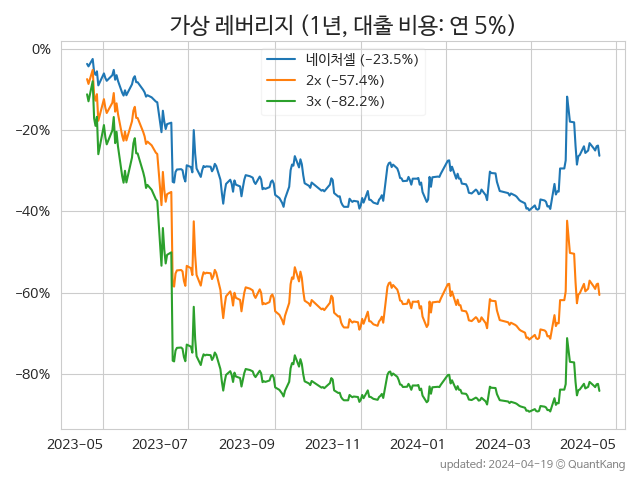 가상 레버리지 (1년, 대출 비용: 연 5%)
0%
−20%
−40%
−60%
−80%
네이처셀 (−23.5%)
2x (−57.4%)
3x (−82.2%)
2023-05
2023-07
2023-09
2023-11
2024-01
2024-03
2024-05
updated: 2024-04-19 © QuantKang